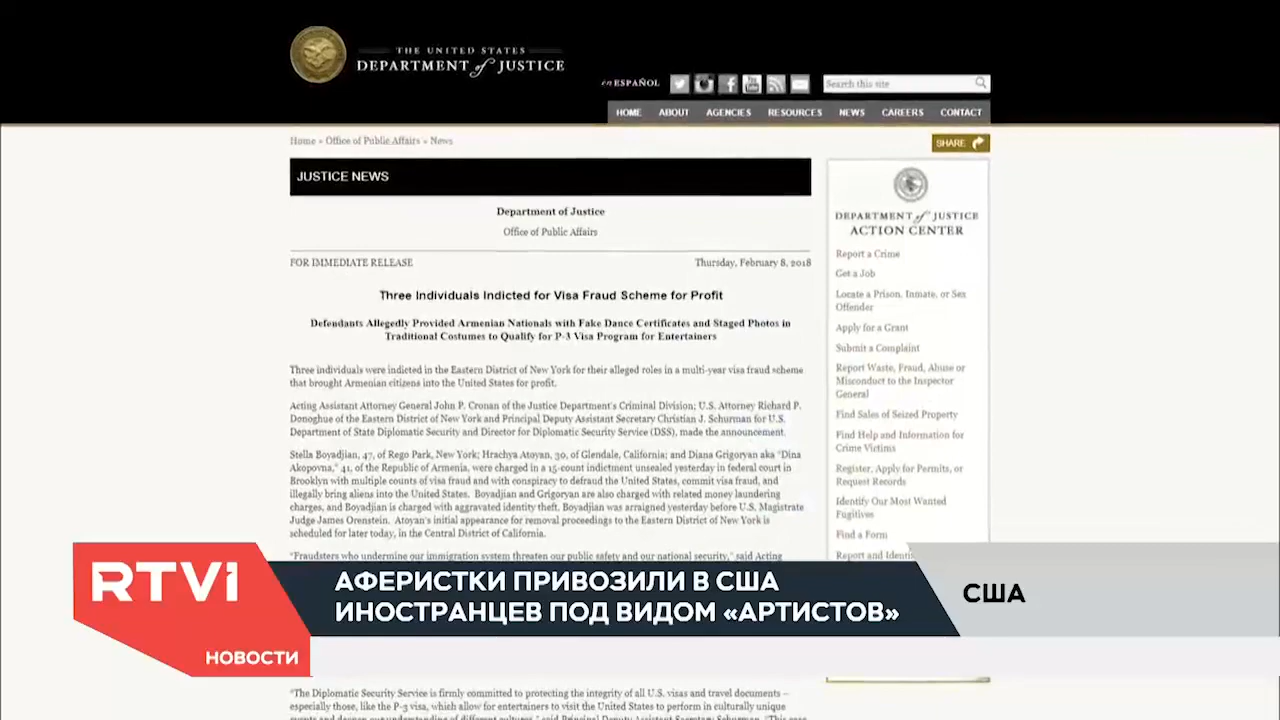 THE UNITED STATES
DEPARTMENT of JUSTICE
en ESPAÑOL
Search this site
HOME ABOUT AGENCIES RESOURCES NEWS CAREERS CONTACT
Home » Office of Public Affairs » News
SHARE
JUSTICE NEWS
Department of Justice
Office of Public Affairs
FOR IMMEDIATE RELEASE Thursday, February 8, 2018
Three Individuals Indicted for Visa Fraud Scheme for Profit
Defendants Allegedly Provided Armenian Nationals with Fake Dance Certificates and Staged Photos in
Traditional Costumes to Qualify for P-3 Visa Program for Entertainers
Three individuals were indicted in the Eastern District of New York for their alleged roles in a multi-year visa fraud scheme
that brought Armenian citizens into the United States for profit.
Acting Assistant Attorney General John P. Cronan of the Justice Department's Criminal Division; U.S. Attorney Richard P.
Donoghue of the Eastern District of New York and Principal Deputy Assistant Secretary Christian J. Schurman for U.S.
Department of State Diplomatic Security and Director for Diplomatic Security Service (DSS), made the announcement.
Stella Boyadjian, 47, of Rego Park, New York; Hrachya Atoyan, 30, of Glendale, California; and Diana Grigoryan aka "Dina
Akopovna," 41, of the Republic of Armenia, were charged in a 15-count indictment unsealed yesterday in federal court in
Brooklyn with multiple counts of visa fraud and with conspiracy to defraud the United States, commit visa fraud, and
illegally bring aliens into the United States. Boyadjian and Grigoryan are also charged with related money laundering
charges, and Boyadjian is charged with aggravated identity theft. Boyadjian was arraigned yesterday before U.S. Magistrate
Judge James Orenstein. Atoyan's initial appearance for removal proceedings to the Eastern District of New York is
scheduled for later today, in the Central District of California.
"Fraudsters who undermine our immigration system threaten our public safety and our national security," said Acting
DEPARTMENT of JUSTICE
ACTION CENTER
Report a Crime
Get a Job
Locate a Prison, Inmate, or Sex
Offender
Apply for a Grant
Submit a Complaint
Report Waste, Fraud, Abuse or
Misconduct to the Inspector
General
Find Sales of Seized Property
Find Help and Information for
Crime Victims
Register, Apply for Permits, or
Request Records
Identify Our Most Wanted
Fugitives
Find a Form
Report and
RTVI
НОВОСТИ
АФЕРИСТКИ ПРИВОЗИЛИ В США
ИНОСТРАНЦЕВ ПОД ВИДОМ «АРТИСТОВ»
США
"The Diplomatic Security Service is firmly committed to protecting the integrity of all U.S. visas and travel documents –
especially those, like the P-3 visa, which allow for entertainers to visit the United States to perform in culturally unique